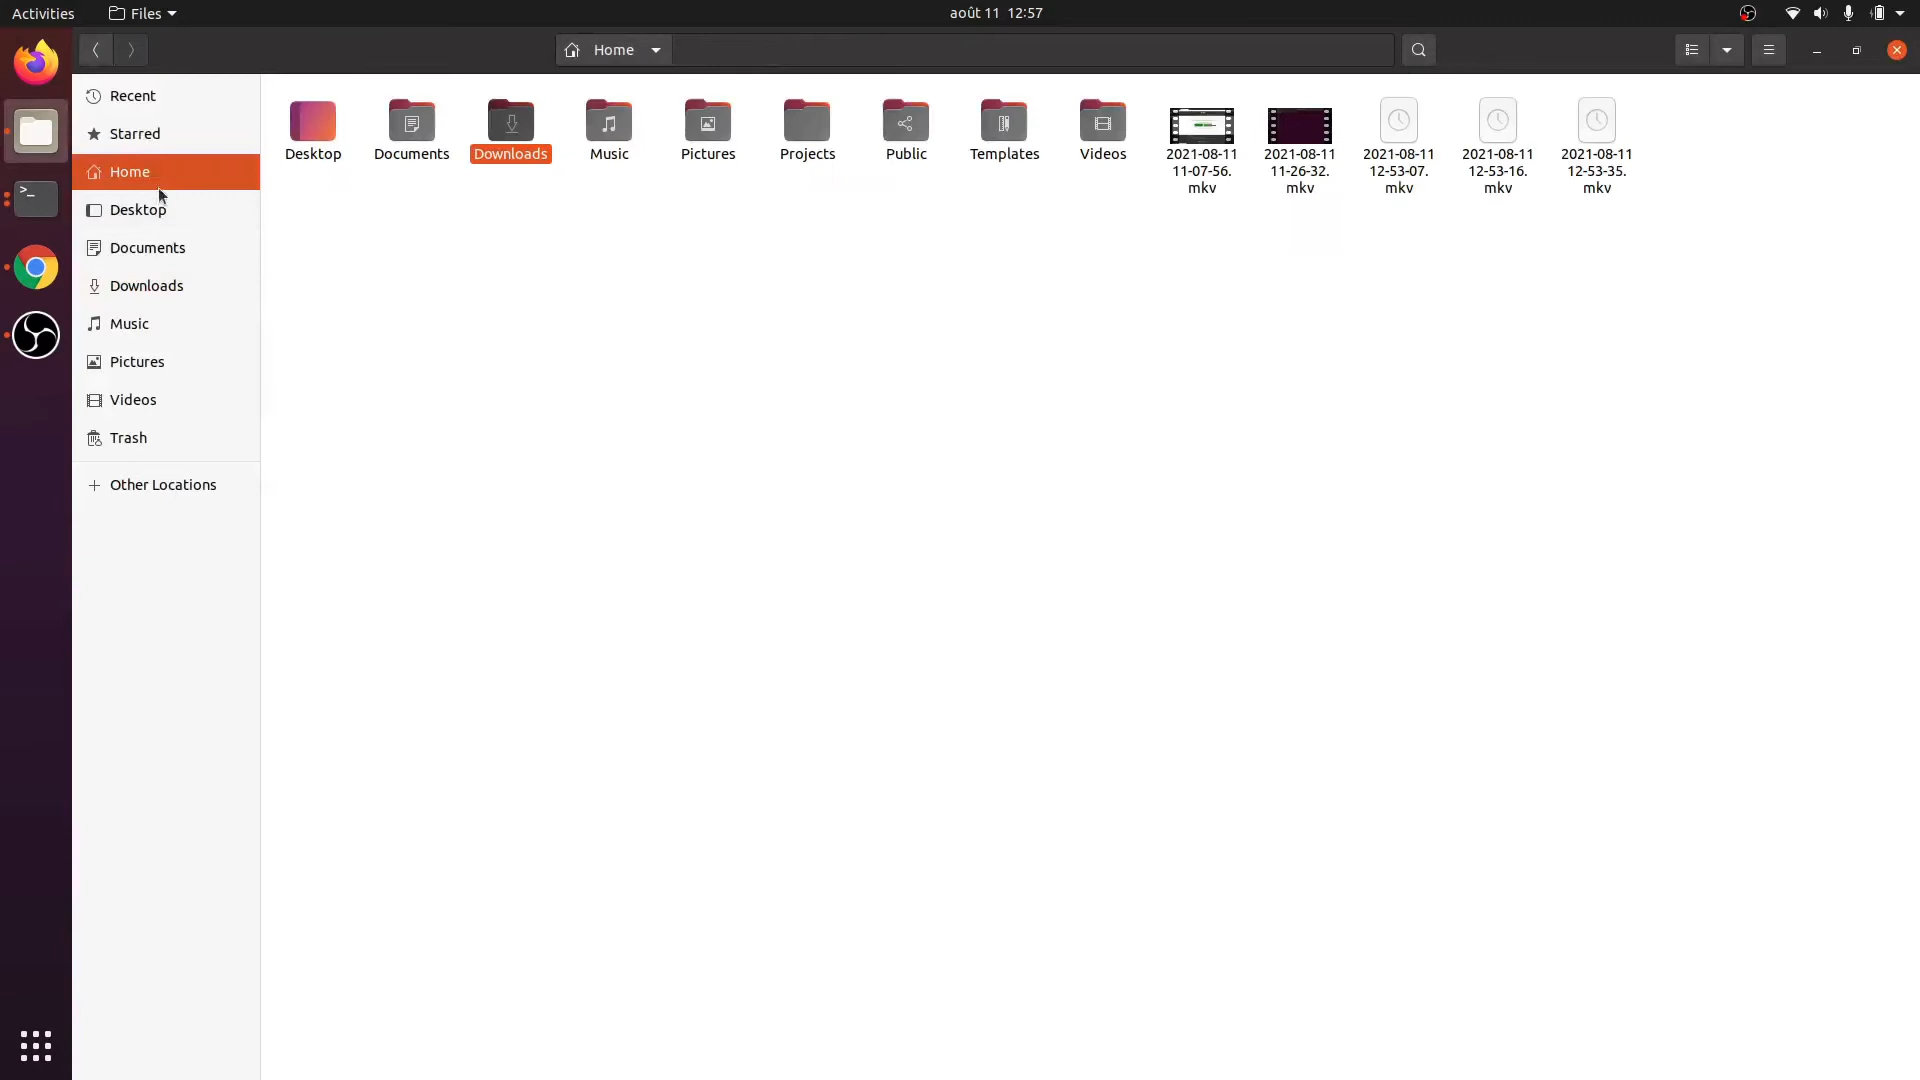 Activities
Files
août 11 12:57
Home
Recent
Starred
Home
Desktop
Documents
Downloads
Music
Pictures
Videos
Trash
Other Locations
Desktop
Documents
Downloads
Music
Pictures
Projects
Public
Templates
Videos
2021-08-11
11-07-56.
mkv
2021-08-11
11-26-32.
mkv
2021-08-11
12-53-07.
mkv
2021-08-11
12-53-16.
mkv
2021-08-11
12-53-35.
mkv